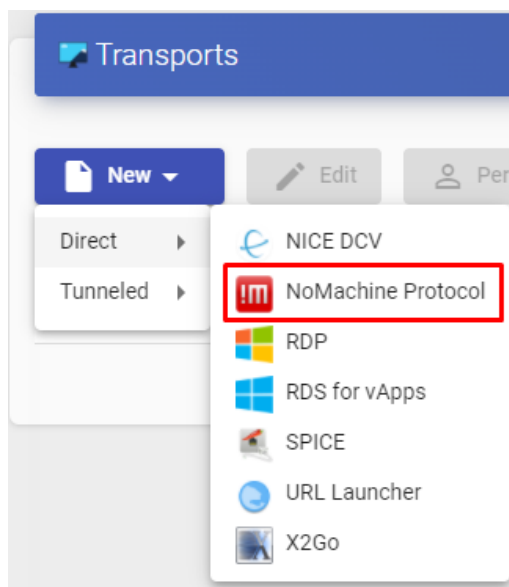 Transports
New
Edit
Per
Direct
Tunneled
NICE DCV
!m
NoMachine Protocol
RDP
RDS for vApps
SPICE
URL Launcher
X2Go